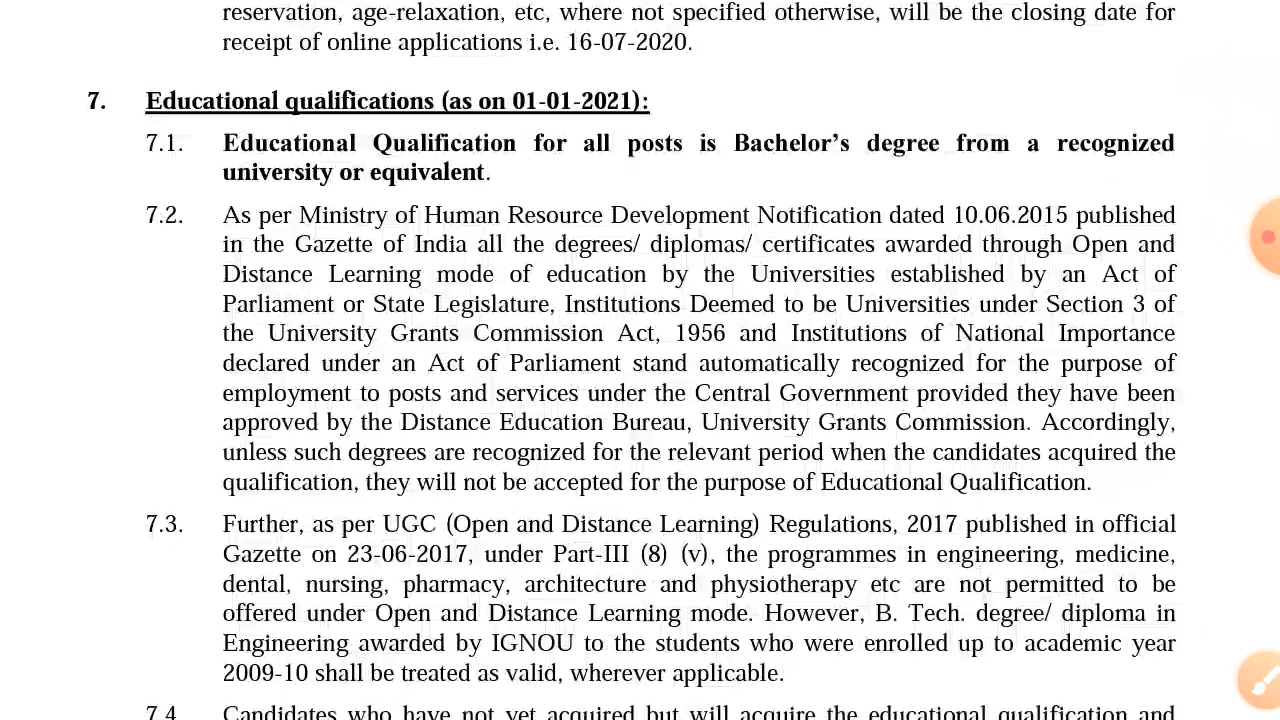 reservation, age-relaxation, etc, where not specified otherwise, will be the closing date for
receipt of online applications i.e. 16-07-2020.
7. Educational qualifications (as on 01-01-2021):
7.1. Educational Qualification for all posts is Bachelor’s degree from a recognized
university or equivalent.
7.2. As per Ministry of Human Resource Development Notification dated 10.06.2015 published
in the Gazette of India all the degrees/ diplomas/ certificates awarded through Open and
Distance Learning mode of education by the Universities established by an Act of
Parliament or State Legislature, Institutions Deemed to be Universities under Section 3 of
the University Grants Commission Act, 1956 and Institutions of National Importance
declared under an Act of Parliament stand automatically recognized for the purpose of
employment to posts and services under the Central Government provided they have been
approved by the Distance Education Bureau, University Grants Commission. Accordingly,
unless such degrees are recognized for the relevant period when the candidates acquired the
qualification, they will not be accepted for the purpose of Educational Qualification.
7.3. Further, as per UGC (Open and Distance Learning) Regulations, 2017 published in official
Gazette on 23-06-2017, under Part-III (8) (v), the programmes in engineering, medicine,
dental, nursing, pharmacy, architecture and physiotherapy etc are not permitted to be
offered under Open and Distance Learning mode. However, B. Tech. degree/ diploma in
Engineering awarded by IGNOU to the students who were enrolled up to academic year
2009-10 shall be treated as valid, wherever applicable.
7.4 Candidates who have not yet acquired but will acquire the educational qualification and